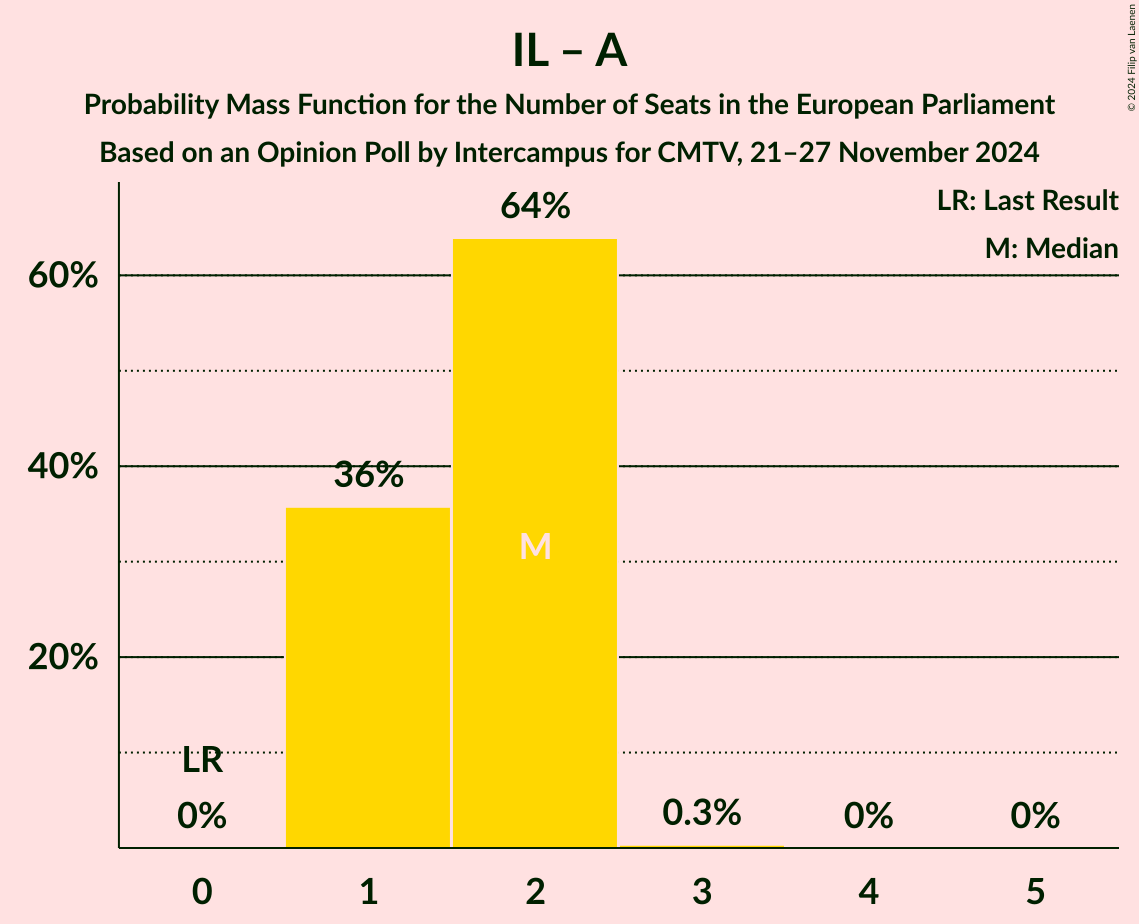 IL – A
Probability Mass Function for the Number of Seats in the European Parliament
Based on an Opinion Poll by Intercampus for CMTV, 21–27 November 2024
© 2024 Filip van Laenen
LR: Last Result
M: Median
64%
60%
40%
36%
M
20%
LR
0%
0.3%
0%
0%
0 1 2 3 4 5